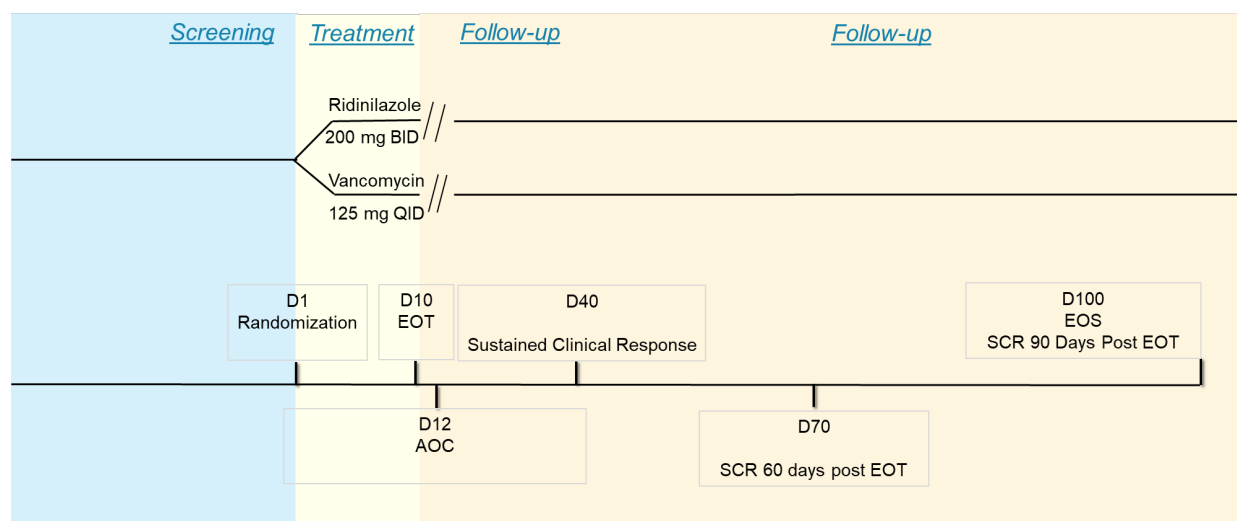 Screening
Treatment
Follow-up
Follow-up
Ridinilazole
200 mg BID
Vancomycin
125 mg QID
D1
Randomization
D10
EOT
D40
Sustained Clinical Response
D100
EOS
SCR 90 Days Post EOT
D12
AOC
D70
SCR 60 days post EOT